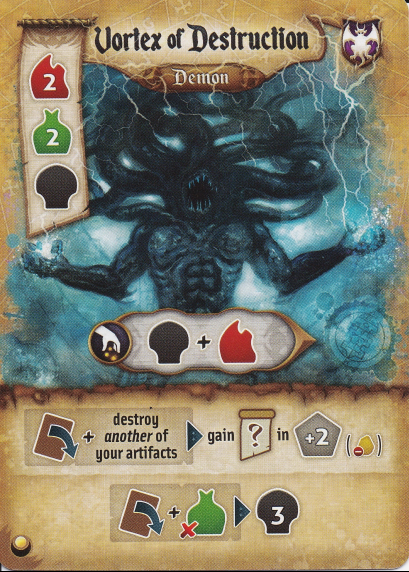 Vortex of Destruction
Demon
2
2
+
+ destroy
another of
your artifacts
gain ? in +2 ( )
+ 3